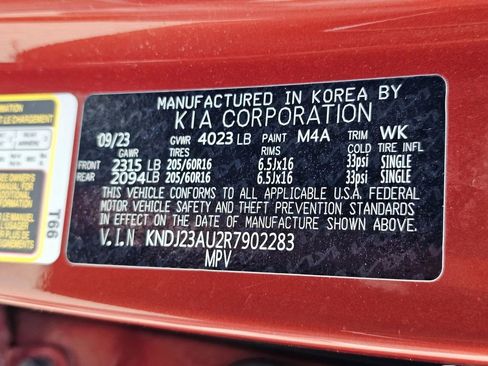 MANUFACTURED IN KOREA BY
KIA CORPORATION
09/23 GVWR 4023 LB PAINT M4A TRIM WK
GAWR TIRES RIMS COLD TIRE INFL
FRONT 2315 LB 205/60R16 6.5Jx16 33psi SINGLE
REAR 2094LB 205/60R16 6.5Jx16 33psi SINGLE
THIS VEHICLE CONFORMS TO ALL APPLICABLE U.S.A. FEDERAL
MOTOR VEHICLE SAFETY AND THEFT PREVENTION STANDARDS
IN EFFECT ON THE DATE OF MANUFACTURE SHOWN ABOVE.
V.I.N KNDJ23AU2R7902283
MPV
T66